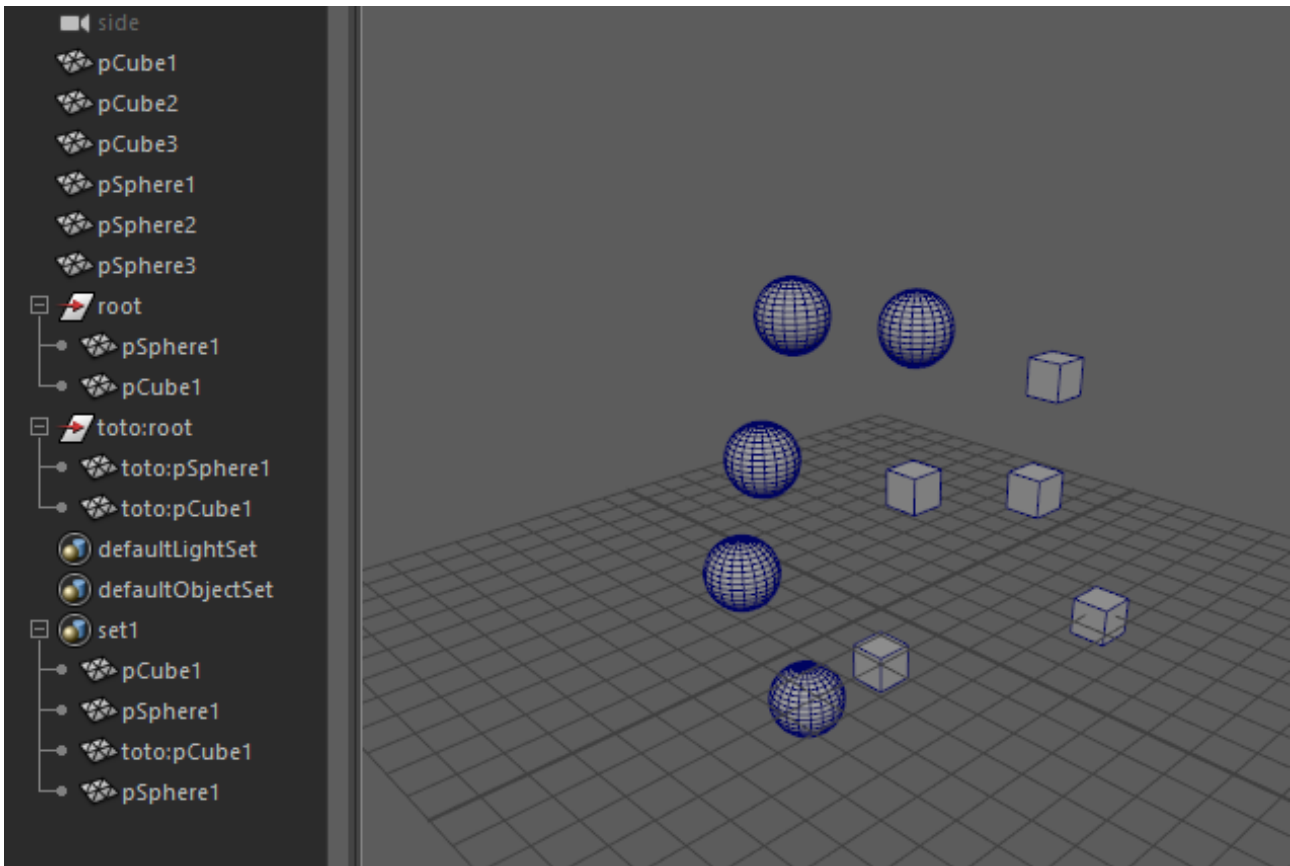 side
pCube1
pCube2
pCube3
pSphere1
pSphere2
pSphere3
root
pSphere1
pCube1
toto:root
toto:pSphere1
toto:pCube1
defaultLightSet
defaultObjectSet
set1
pCube1
pSphere1
toto:pCube1
pSphere1